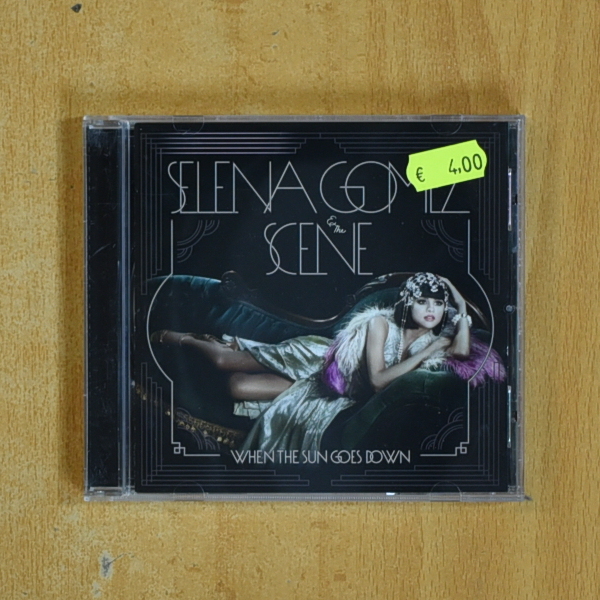 SELENA GOMEZ
€ 4,00
& the
SCENE
WHEN THE SUN GOES DOWN